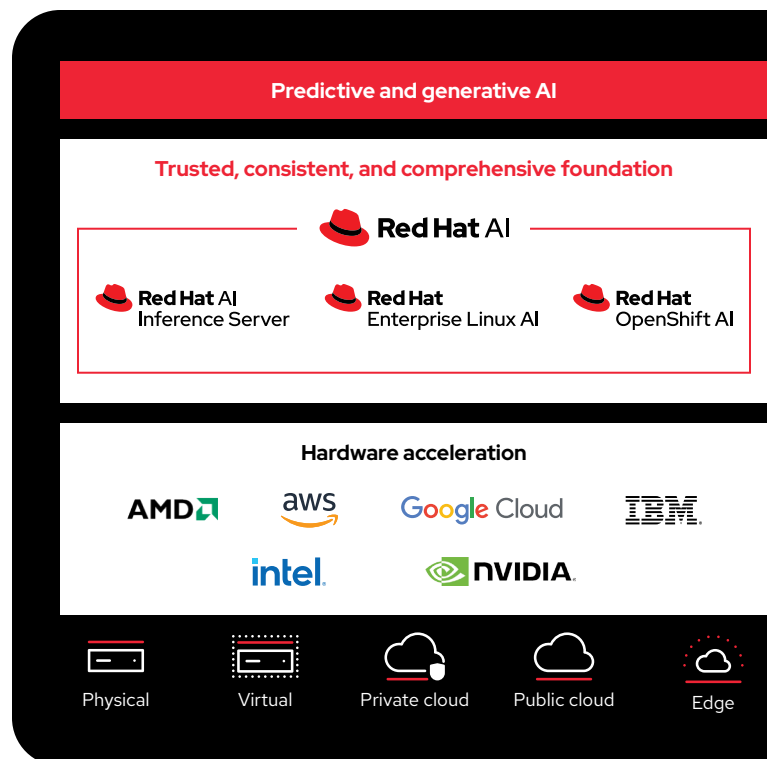 Predictive and generative AI
Trusted, consistent, and comprehensive foundation
Red Hat AI
Red Hat AI
Inference Server
Red Hat
Enterprise Linux AI
Red Hat
OpenShift AI
Hardware acceleration
AMD
aws
Google Cloud
IBM.
intel.
NVIDIA.
Physical
Virtual
Private cloud
Public cloud
Edge